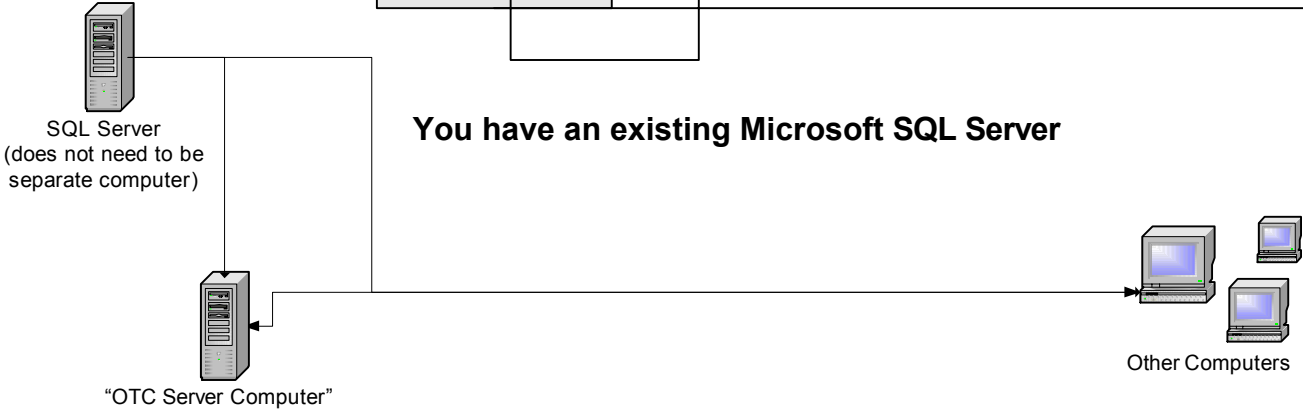 SQL Server
(does not need to be
separate computer)
You have an existing Microsoft SQL Server
Other Computers
“OTC Server Computer”